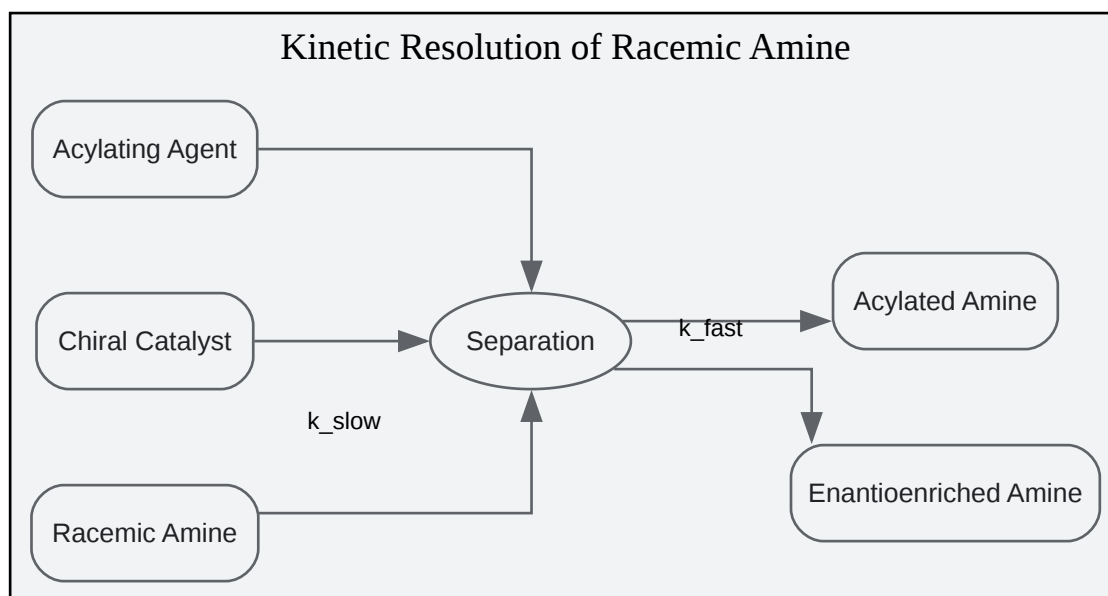 Kinetic Resolution of Racemic Amine
Acylating Agent
Chiral Catalyst
Racemic Amine
k_slow
Separation
k_fast
Acylated Amine
Enantioenriched Amine